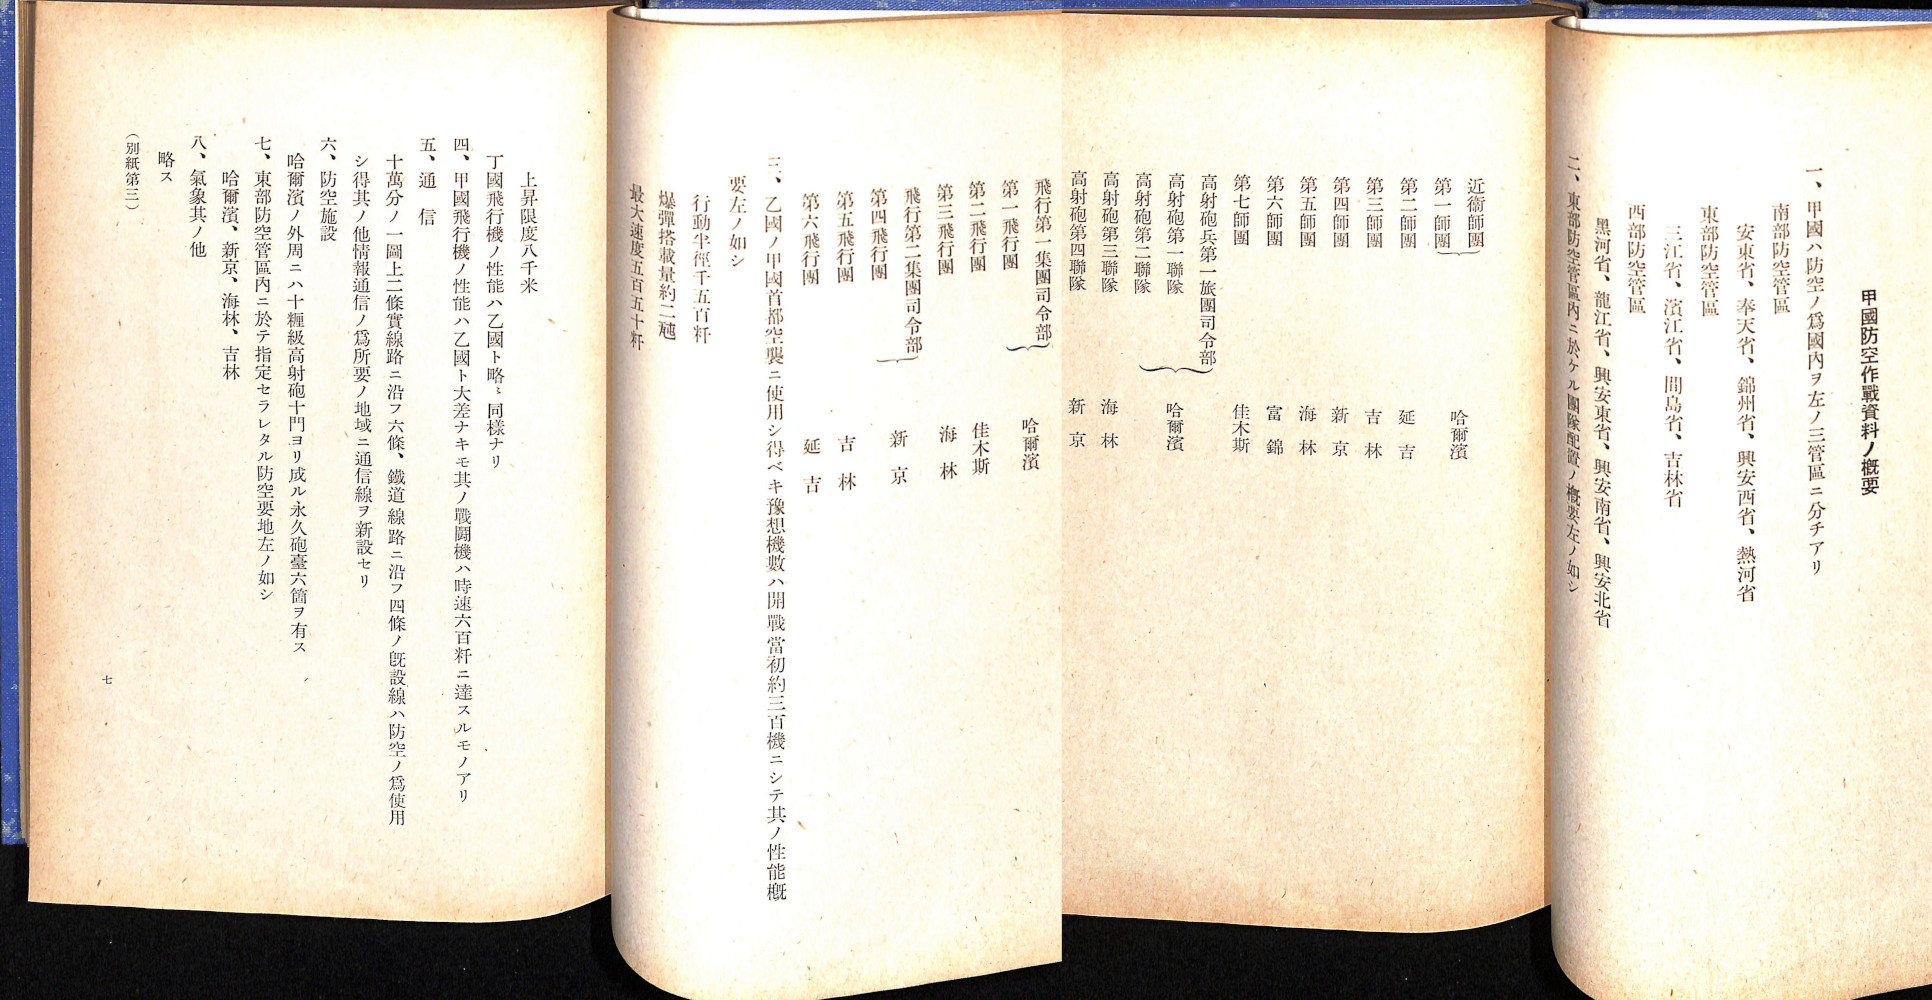 甲國防空作戰資料ノ概要
一、甲國ハ防空ノ爲國內ヲ左ノ三管區ニ分チアリ
南部防空管區
安東省、奉天省、錦州省、興安西省、熱河省
東部防空管區
三江省、濱江省、間島省、吉林省
西部防空管區
黑河省、龍江省、興安東省、興安南省、興安北省
二、東部防空管區內ニ於ケル團隊配置ノ概要左ノ如シ
近衞師團
第一師團
哈爾濱
第二師團 延吉
第三師團 吉林
第四師團 新京
第五師團 海林
第六師團 富錦
第七師團 佳木斯
高射砲兵第一旅團司令部
高射砲第一聯隊
高射砲第二聯隊
哈爾濱
高射砲第三聯隊 海林
高射砲第四聯隊 新京
飛行第一集團司令部
第一飛行團
哈爾濱
第二飛行團 佳木斯
第三飛行團 海林
飛行第二集團司令部
第四飛行團
新京
第五飛行團 吉林
第六飛行團 延吉
三、乙國ノ甲國首都空襲ニ使用シ得ベキ豫想機數ハ開戰當初約三百機ニシテ其ノ性能概
要左ノ如シ
行動半徑千五百粁
爆彈搭載量約二瓲
最大速度五百五十粁
上昇限度八千米
丁國飛行機ノ性能ハ乙國ト略〻同樣ナリ
四、甲國飛行機ノ性能ハ乙國ト大差ナキモ其ノ戰鬪機ハ時速六百粁ニ達スルモノアリ
五、通信
十萬分ノ一圖上二條實線路ニ沿フ六條、鐵道線路ニ沿フ四條ノ旣設線ハ防空ノ爲使用
シ得其ノ他情報通信ノ爲所要ノ地域ニ通信線ヲ新設セリ
六、防空施設
哈爾濱ノ外周ニハ十糎級高射砲十門ヨリ成ル永久砲臺六箇ヲ有ス
七、東部防空管區內ニ於テ指定セラレタル防空要地左ノ如シ
哈爾濱、新京、海林、吉林
八、氣象其ノ他
略ス
(別紙第三)
七